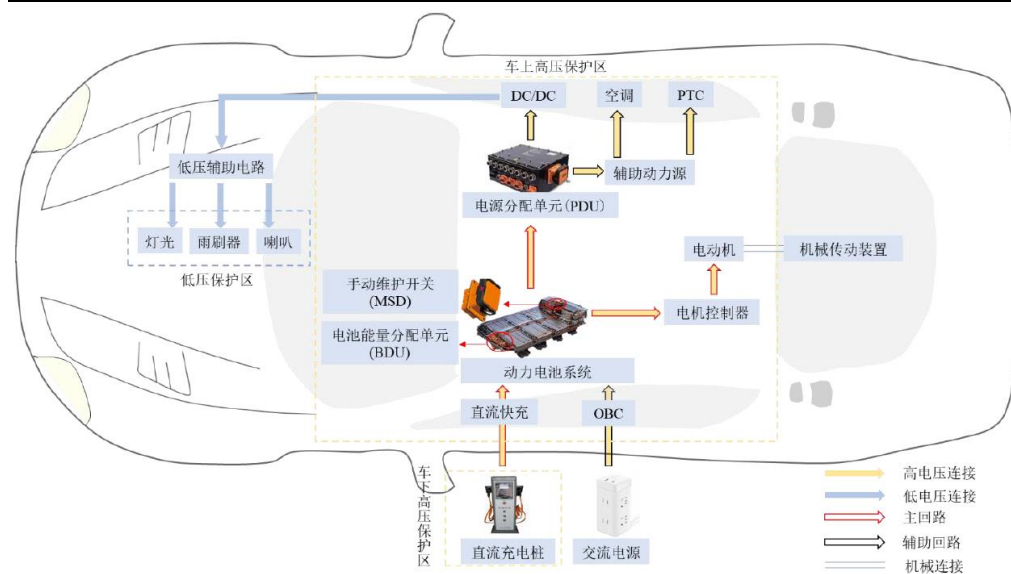 车上高压保护区
DC/DC
空调
PTC
低压辅助电路
辅助动力源
电源分配单元(PDU)
灯光
雨刷器
喇叭
低压保护区
电动机
机械传动装置
手动维护开关
(MSD)
电机控制器
电池能量分配单元
(BDU)
动力电池系统
直流快充
OBC
车下高压保护区
直流充电桩
交流电源
高电压连接
低电压连接
主回路
辅助回路
机械连接